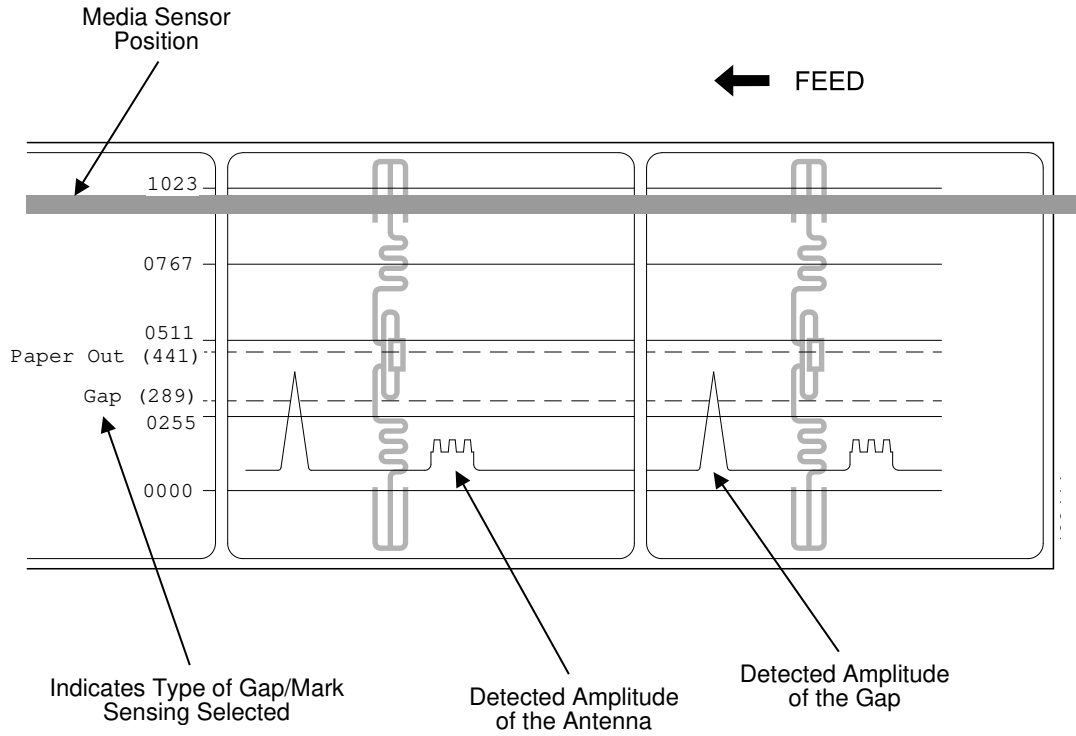 Media Sensor
Position
FEED
1023
0767
0511
Paper Out (441)
Gap (289)
0255
0000
Indicates Type of Gap/Mark
Sensing Selected
Detected Amplitude
of the Antenna
Detected Amplitude
of the Gap